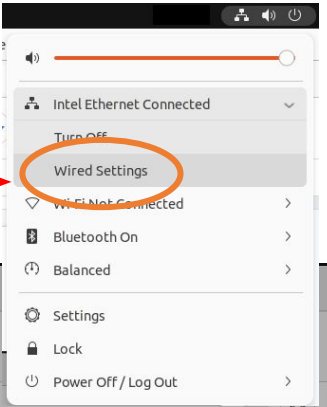 Intel Ethernet Connected
Turn Off
Wired Settings
Wi-Fi Not Connected
Bluetooth On
Balanced
Settings
Lock
Power Off / Log Out